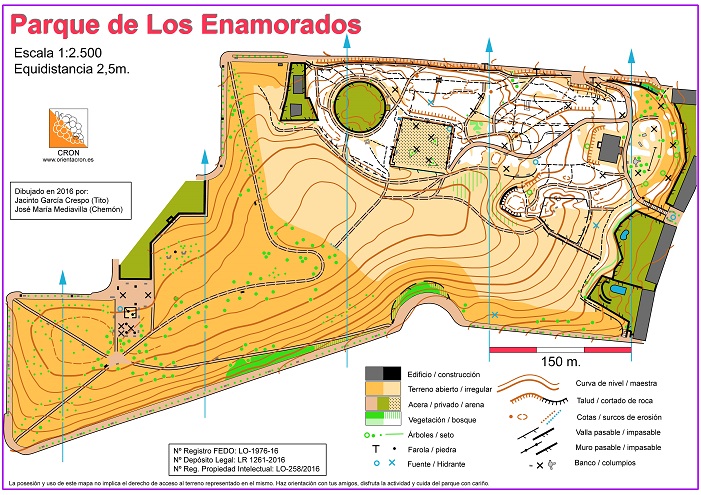 Parque de Los Enamorados
Escala 1:2.500
Equidistancia 2,5m.
CRON
www.orientacron.es
Dibujado en 2016 por:
Jacinto García Crespo (Tito)
José María Mediavilla (Chemón)
150 m.
Edificio / construcción
Terreno abierto / irregular
Acera / privado / arena
Vegetación / bosque
Árboles / seto
Farola / piedra
Fuente / Hidrante
Curva de nivel / maestra
Talud / cortado de roca
Cotas / surcos de erosión
Valla pasable / impasable
Muro pasable / impasable
Banco / columpios
Nº Registro FEDO: LO-1976-16
Nº Depósito Legal: LR 1261-2016
Nº Reg. Propiedad Intelectual: LO-258/2016
La posesión y uso de este mapa no implica el derecho de acceso al terreno representado en el mismo. Haz orientación con tus amigos, disfruta la actividad y cuida del parque con cariño.